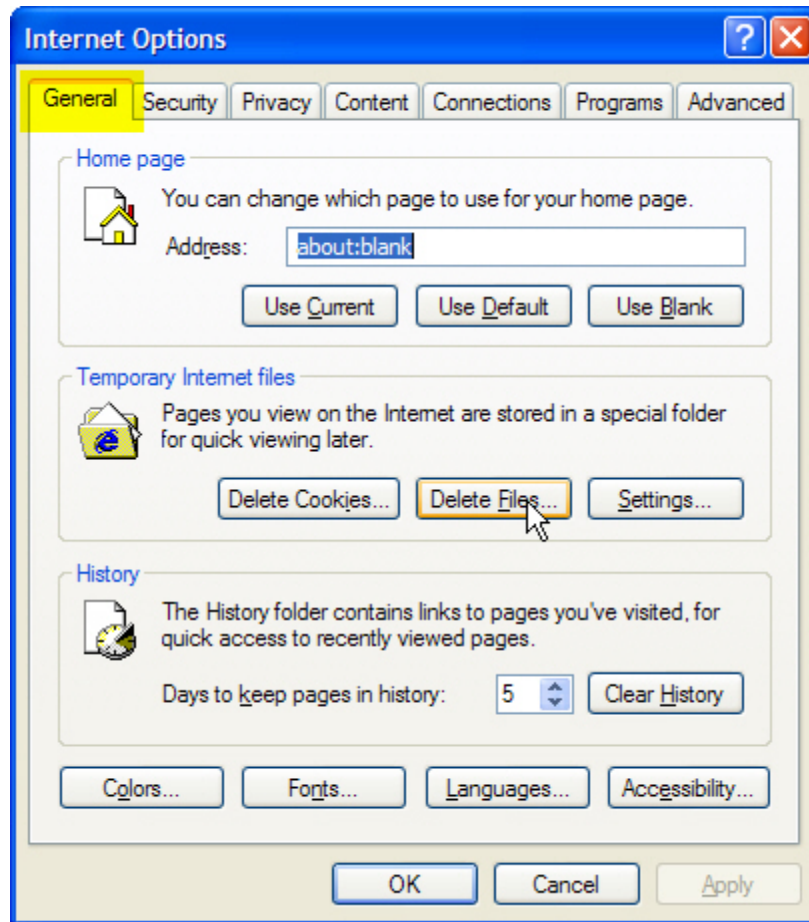 Internet Options
General Security Privacy Content Connections Programs Advanced
Home page
You can change which page to use for your home page.
Address: about:blank
Use Current Use Default Use Blank
Temporary Internet files
Pages you view on the Internet are stored in a special folder
for quick viewing later.
Delete Cookies... Delete Files... Settings...
History
The History folder contains links to pages you've visited, for
quick access to recently viewed pages.
Days to keep pages in history: 5 Clear History
Colors... Fonts... Languages... Accessibility...
OK Cancel Apply